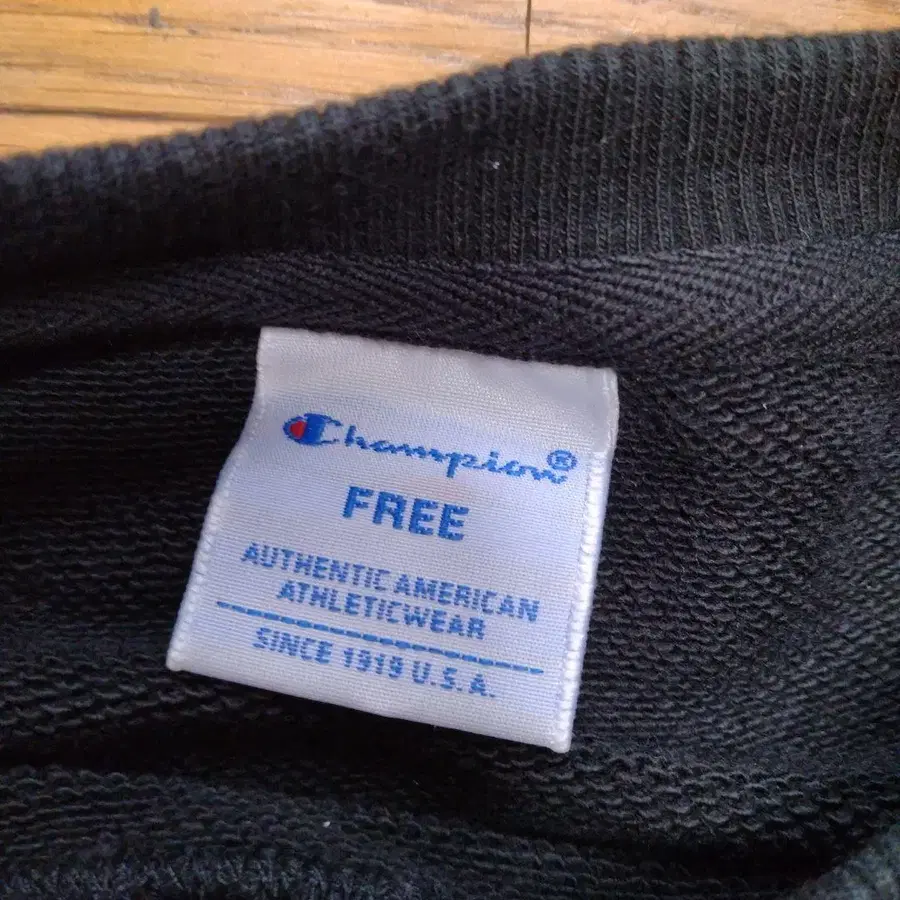 Champion®
FREE
AUTHENTIC AMERICAN
ATHLETICWEAR
SINCE 1919 U.S.A.